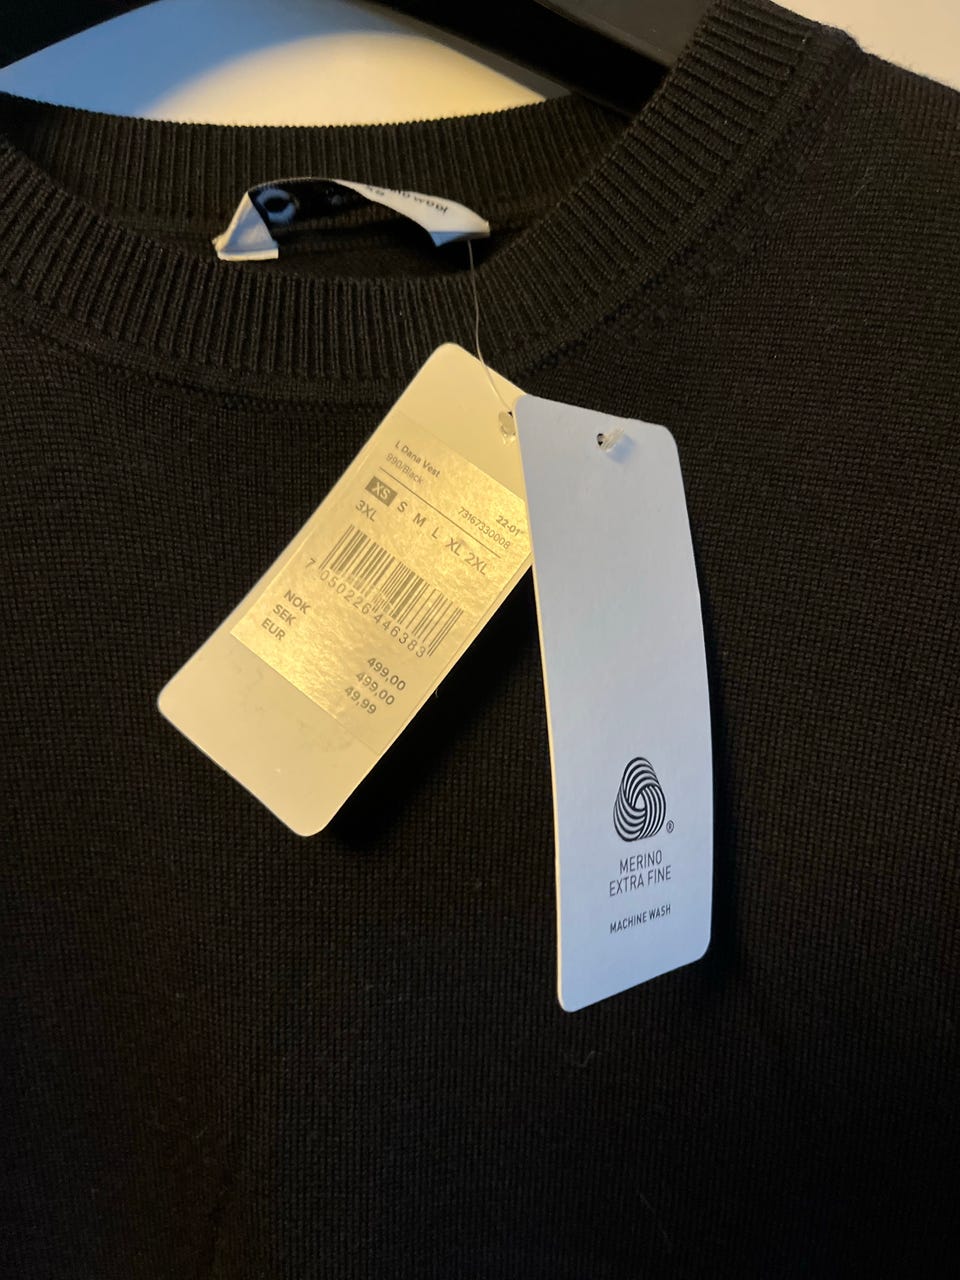 wool
L Dana Vest
990/Black
22-01
73167330008
XS S M L XL 2XL
3XL
7 050226 446383
NOK 499,00
SEK 499,00
EUR 49,99
®
MERINO
EXTRA FINE
MACHINE WASH